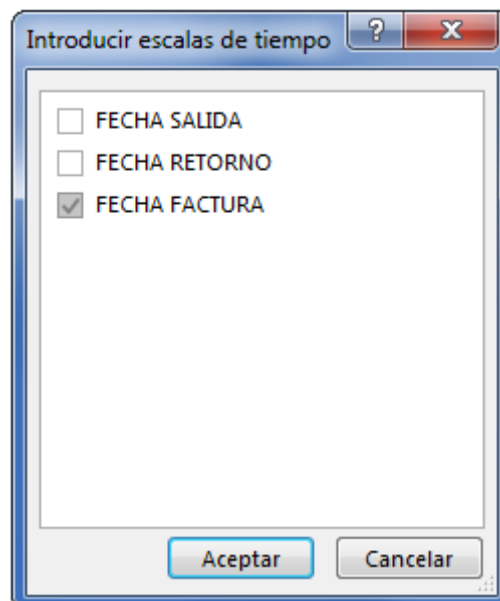 Introducir escalas de tiempo
?
FECHA SALIDA
FECHA RETORNO
FECHA FACTURA
Aceptar
Cancelar